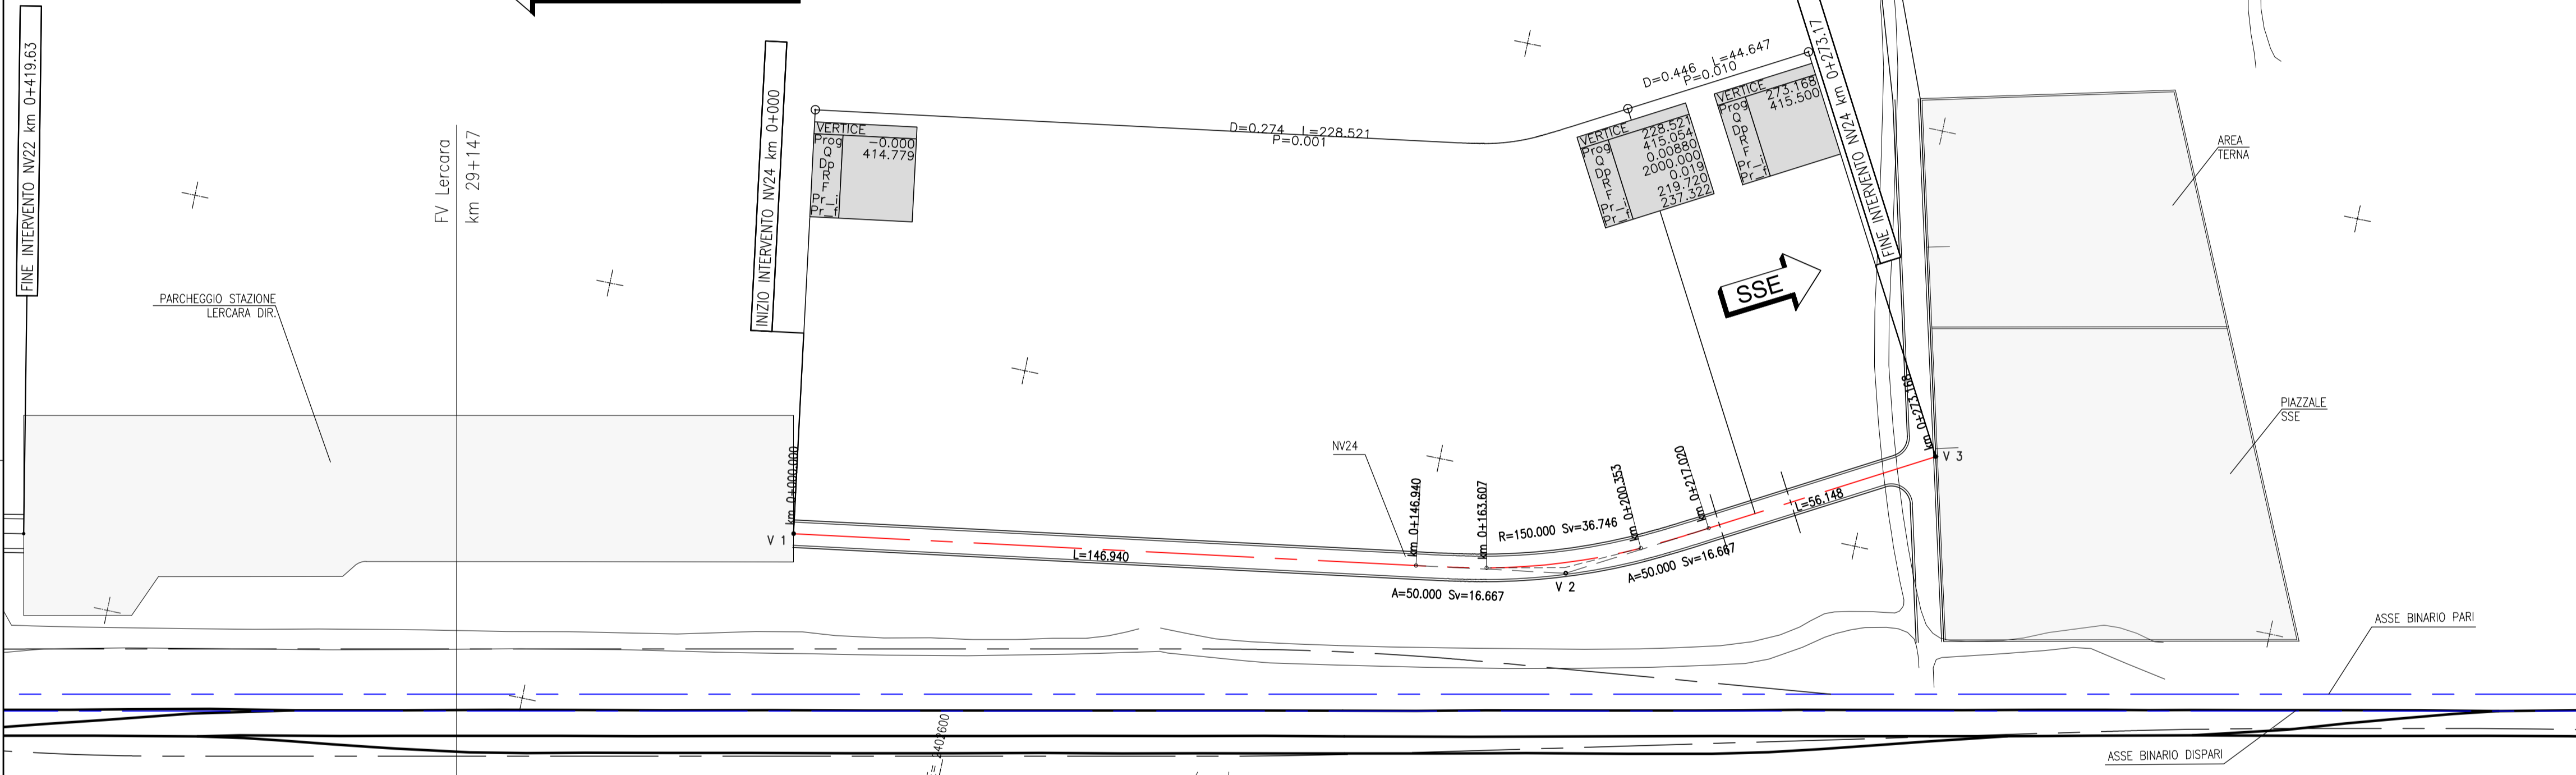 FINE INTERVENTO NV22 km 0+419.63
FV Lercara
km 29+147
PARCHEGGIO STAZIONE
LERCARA DIR.
INIZIO INTERVENTO NV24 km 0+000
VERTICE
Prog -0.000
Q 414.779
Dp
R
F
Pr_i
Pr_f
D=0.274 L=228.521
P=0.001
VERTICE
Prog 228.521
Q 415.054
Dp 0.00880
R 2000.000
F 0.019
Pr_i 219.720
Pr_f 237.322
D=0.446 L=44.647
P=0.010
VERTICE
Prog 273.168
Q 415.500
Dp
R
F
Pr_i
Pr_f
FINE INTERVENTO NV24 km 0+273.17
SSE
AREA
TERNA
PIAZZALE
SSE
km 0+000.000
V 1
L=146.940
NV24
km 0+146.940
km 0+163.607
A=50.000 Sv=16.667
R=150.000 Sv=36.746
V 2
km 0+200.353
A=50.000 Sv=16.667
km 0+217.020
L=56.148
km 0+273.168
V 3
ASSE BINARIO PARI
ASSE BINARIO DISPARI